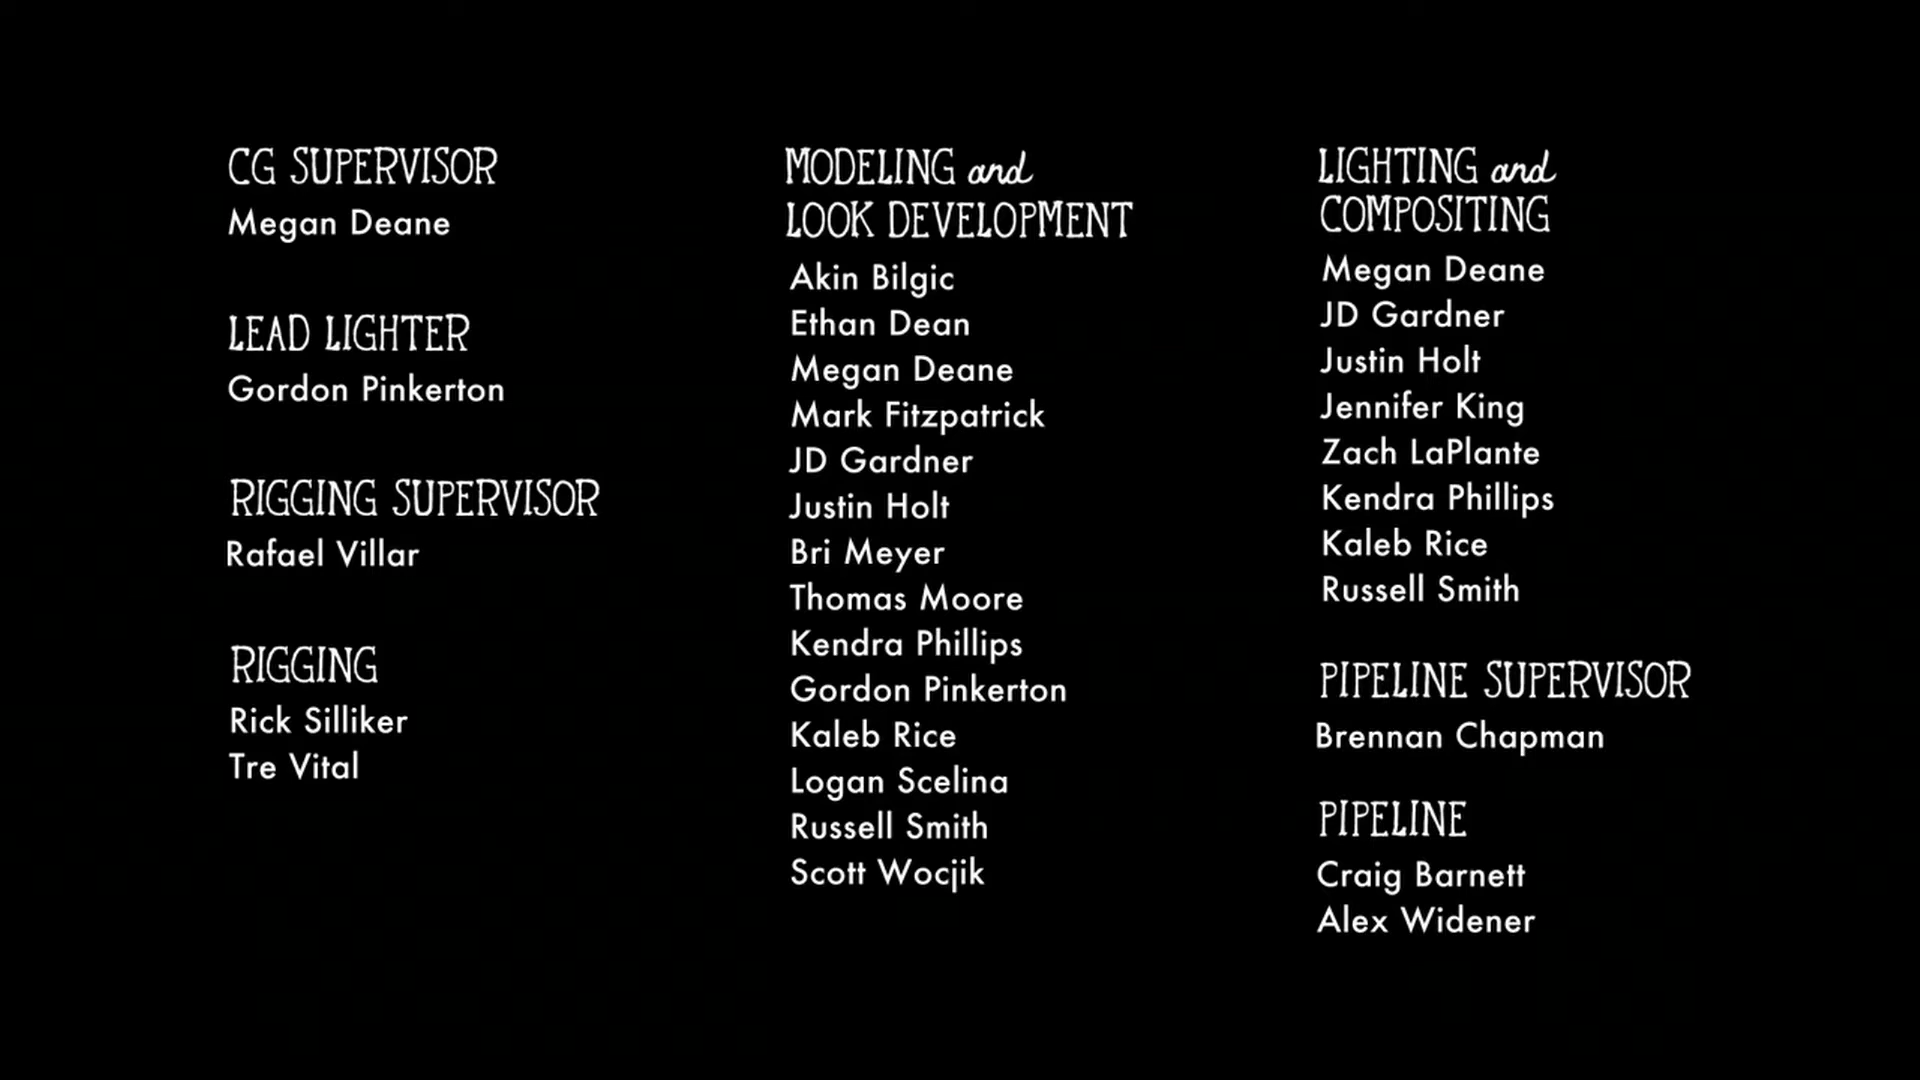 CG SUPERVISOR
Megan Deane
LEAD LIGHTER
Gordon Pinkerton
RIGGING SUPERVISOR
Rafael Villar
RIGGING
Rick Silliker
Tre Vital
MODELING and
LOOK DEVELOPMENT
Akin Bilgic
Ethan Dean
Megan Deane
Mark Fitzpatrick
JD Gardner
Justin Holt
Bri Meyer
Thomas Moore
Kendra Phillips
Gordon Pinkerton
Kaleb Rice
Logan Scelina
Russell Smith
Scott Wocjik
LIGHTING and
COMPOSITING
Megan Deane
JD Gardner
Justin Holt
Jennifer King
Zach LaPlante
Kendra Phillips
Kaleb Rice
Russell Smith
PIPELINE SUPERVISOR
Brennan Chapman
PIPELINE
Craig Barnett
Alex Widener